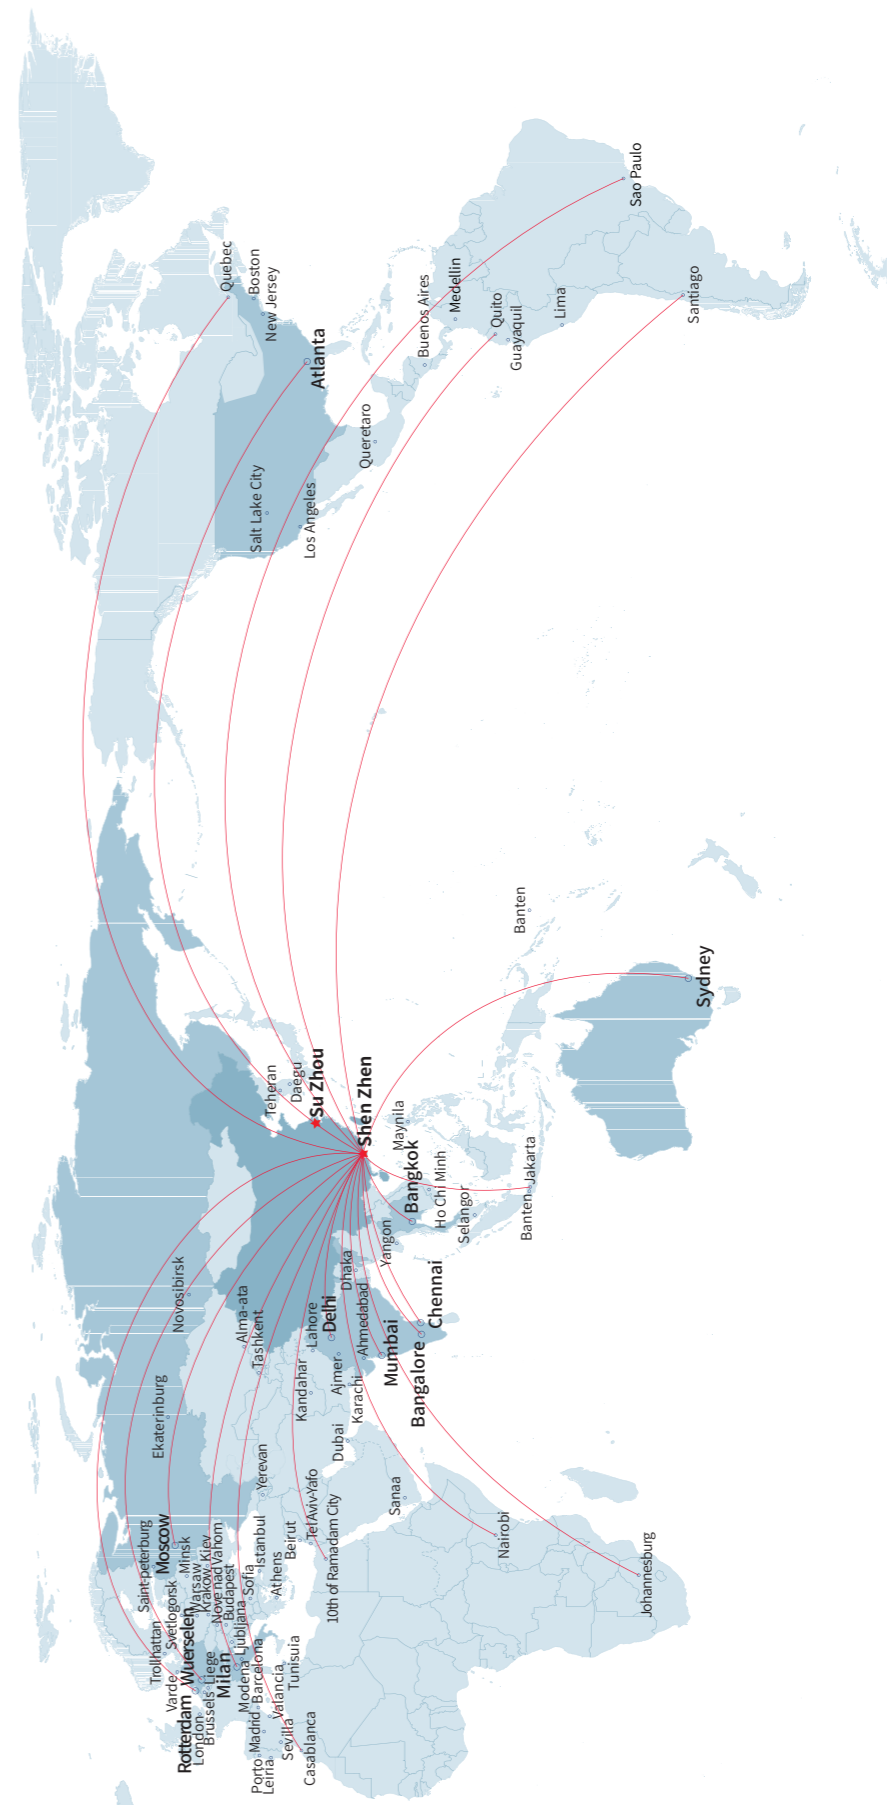 Quebec
Boston
New Jersey
Atlanta
Salt Lake City
Los Angeles
Queretaro
Buenos Aires
Medellin
Quito
Guayaquil
Lima
Sao Paulo
Santiago
Banten
Sydney
Teheran
Daegu
Su Zhou
Shen Zhen
Maynila
Bangkok
Ho Chi Minh
Selangor
Jakarta
Banten
Yangon
Dhaka
Novosibirsk
Alma-ata
Tashkent
Lahore
Delhi
Ahmedabad
Mumbai
Chennai
Bangalore
Kandahar
Ajmer
Karachi
Dubai
Ekaterinburg
Yerevan
Tel Aviv-Yafo
10th of Ramadam City
Sanaa
Nairobi
Johannesburg
Saint-peterburg
Moscow
Minsk
Warsaw
Krakow
Kiev
Nove nad Vahom
Budapest
Istanbul
Beirut
Sofia
Athens
Trollhattan
Svetlogorsk
Wuerselen
Ljubljana
Varde
Rotterdam
London
Brussels
Liege
Milan
Modena
Barcelona
Tunisuia
Valancia
Madrid
Porto
Leiria
Sevilla
Casablanca